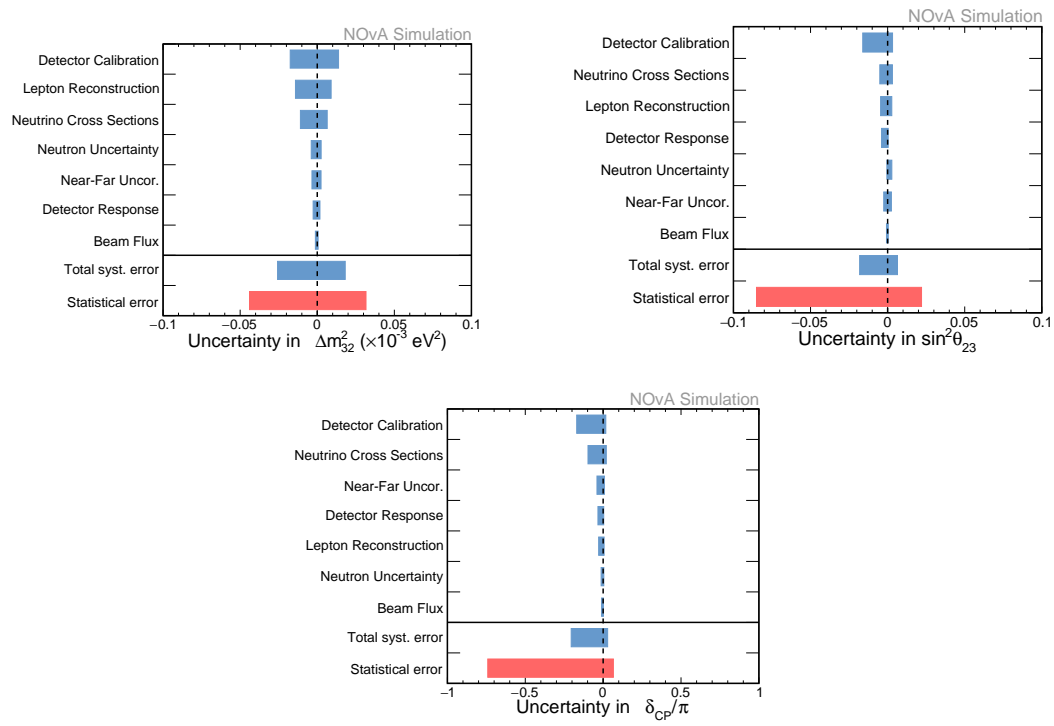 NOvA Simulation
Detector Calibration
Lepton Reconstruction
Neutrino Cross Sections
Neutron Uncertainty
Near-Far Uncor.
Detector Response
Beam Flux
Total syst. error
Statistical error
−0.1 −0.05 0 0.05 0.1
Uncertainty in Δm²₃₂ (×10⁻³ eV²)
NOvA Simulation
Detector Calibration
Neutrino Cross Sections
Lepton Reconstruction
Detector Response
Neutron Uncertainty
Near-Far Uncor.
Beam Flux
Total syst. error
Statistical error
−0.1 −0.05 0 0.05 0.1
Uncertainty in sin²θ₂₃
NOvA Simulation
Detector Calibration
Neutrino Cross Sections
Near-Far Uncor.
Detector Response
Lepton Reconstruction
Neutron Uncertainty
Beam Flux
Total syst. error
Statistical error
−1 −0.5 0 0.5 1
Uncertainty in δCP/π